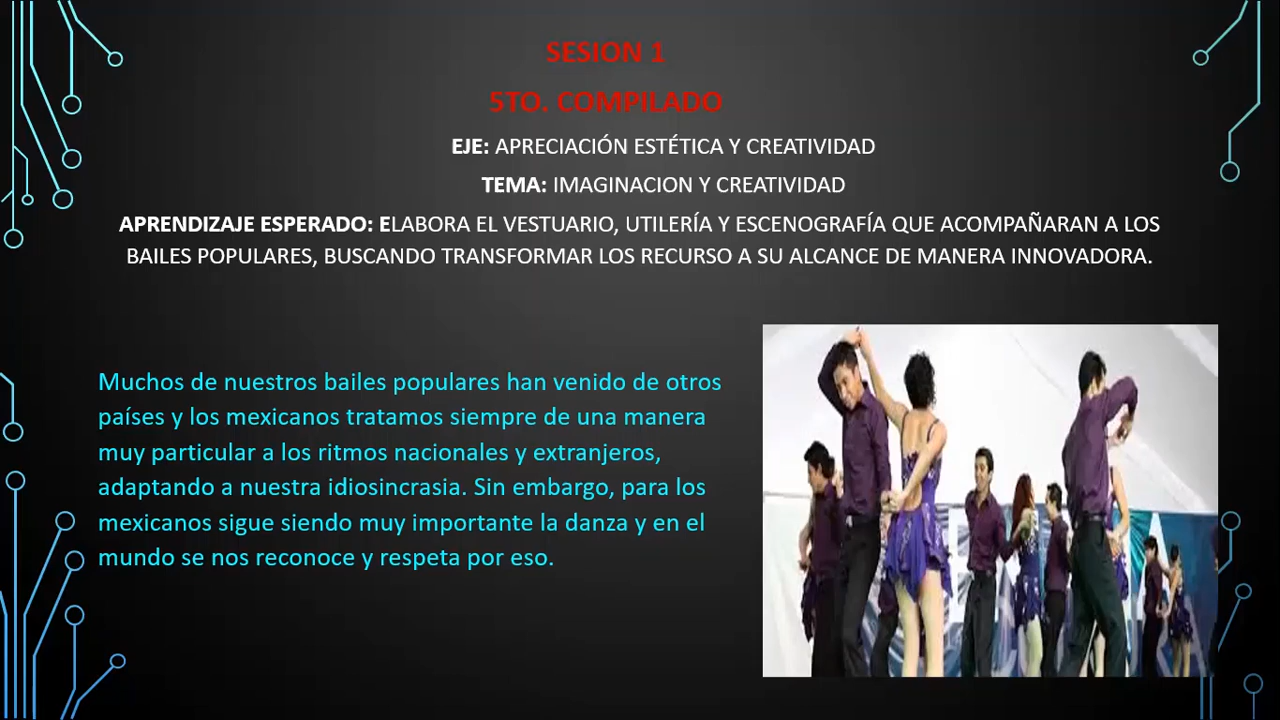 SESION 1
5TO. COMPILADO
EJE: APRECIACIÓN ESTÉTICA Y CREATIVIDAD
TEMA: IMAGINACION Y CREATIVIDAD
APRENDIZAJE ESPERADO: ELABORA EL VESTUARIO, UTILERÍA Y ESCENOGRAFÍA QUE ACOMPAÑARAN A LOS
BAILES POPULARES, BUSCANDO TRANSFORMAR LOS RECURSO A SU ALCANCE DE MANERA INNOVADORA.
Muchos de nuestros bailes populares han venido de otros
países y los mexicanos tratamos siempre de una manera
muy particular a los ritmos nacionales y extranjeros,
adaptando a nuestra idiosincrasia. Sin embargo, para los
mexicanos sigue siendo muy importante la danza y en el
mundo se nos reconoce y respeta por eso.